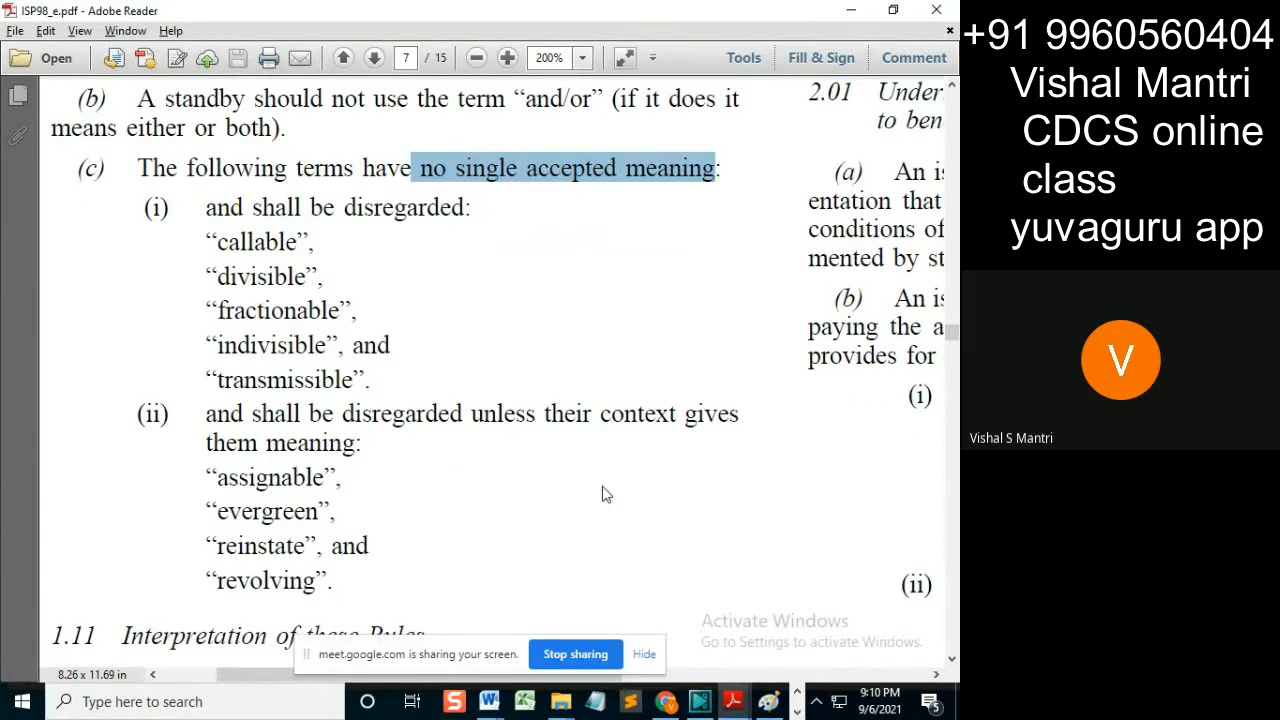 ISP98_e.pdf - Adobe Reader
File Edit View Window Help
Open 7 / 15 200% Tools Fill & Sign Comment
(b) A standby should not use the term “and/or” (if it does it
means either or both).
(c) The following terms have no single accepted meaning:
(i) and shall be disregarded:
“callable”,
“divisible”,
“fractionable”,
“indivisible”, and
“transmissible”.
(ii) and shall be disregarded unless their context gives
them meaning:
“assignable”,
“evergreen”,
“reinstate”, and
“revolving”.
1.11 Interpretation of these Rules
2.01 Under
to ben
(a) An is
entation that
conditions of
mented by st
(b) An is
paying the a
provides for
(i)
(ii)
Activate Windows
Go to Settings to activate Windows.
meet.google.com is sharing your screen. Stop sharing Hide
8.26 x 11.69 in
Type here to search
9:10 PM
9/6/2021
5
+91 9960560404
Vishal Mantri
CDCS online
class
yuvaguru app
V
Vishal S Mantri